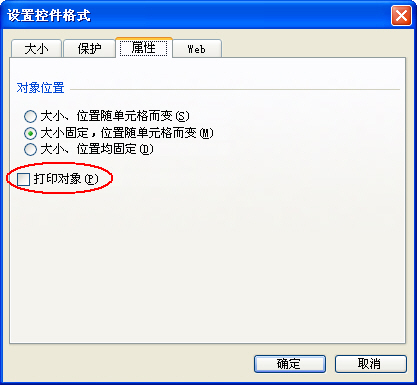 设置控件格式
大小 保护 属性 Web
对象位置
大小、位置随单元格而变(S)
大小固定，位置随单元格而变(M)
大小、位置均固定(D)
打印对象(P)
确定 取消